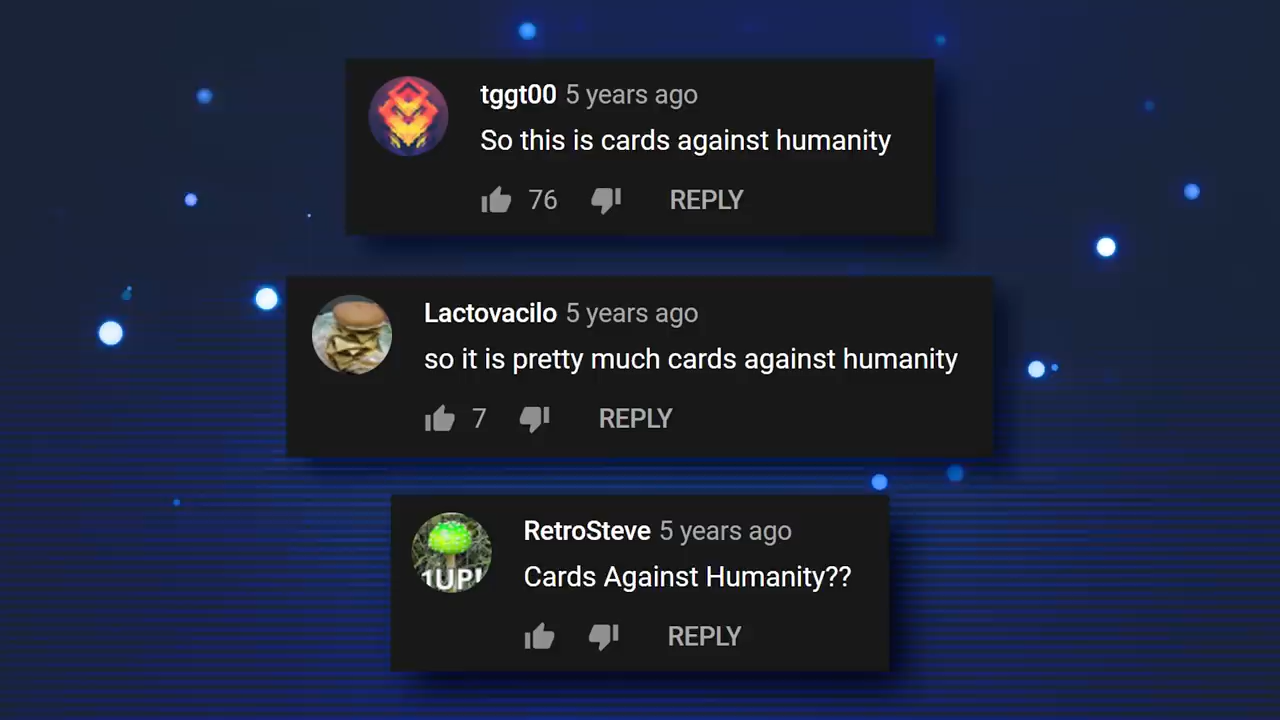 tggt00 5 years ago
So this is cards against humanity
76 REPLY
Lactovacilo 5 years ago
so it is pretty much cards against humanity
7 REPLY
RetroSteve 5 years ago
Cards Against Humanity??
1UP!
REPLY